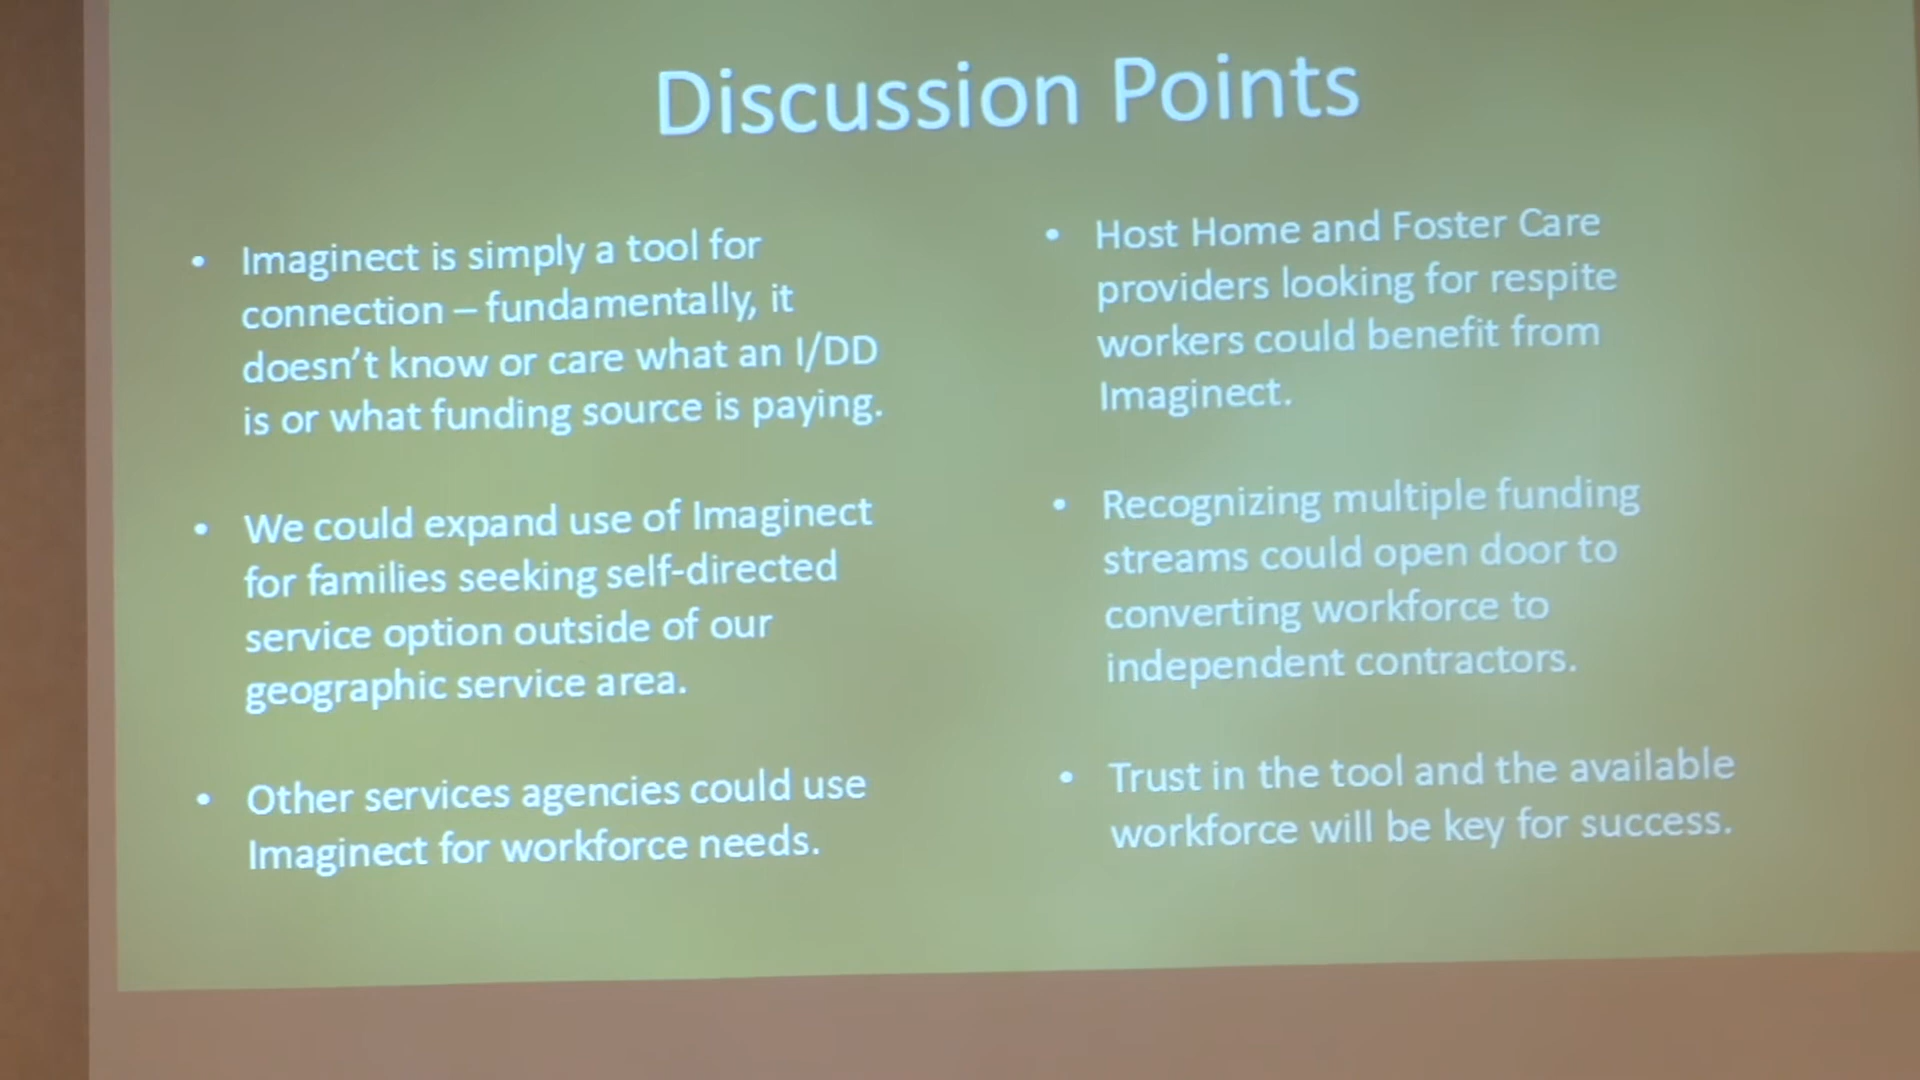 Discussion Points
• Imaginect is simply a tool for
connection – fundamentally, it
doesn't know or care what an I/DD
is or what funding source is paying.
• We could expand use of Imaginect
for families seeking self-directed
service option outside of our
geographic service area.
• Other services agencies could use
Imaginect for workforce needs.
• Host Home and Foster Care
providers looking for respite
workers could benefit from
Imaginect.
• Recognizing multiple funding
streams could open door to
converting workforce to
independent contractors.
• Trust in the tool and the available
workforce will be key for success.